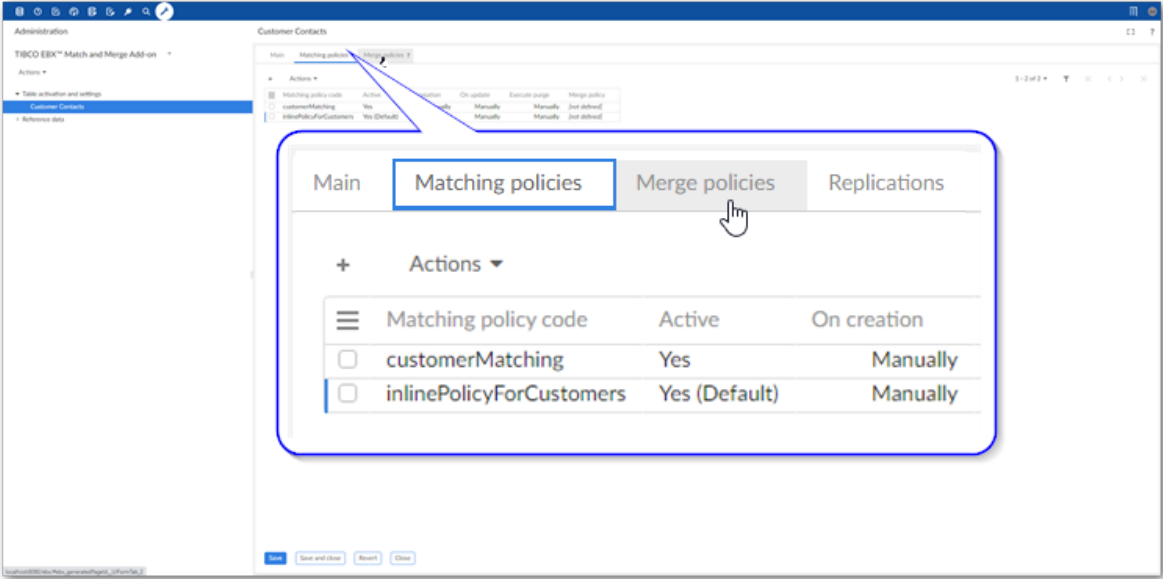 Administration
Customer Contacts
TIBCO EBX™ Match and Merge Add-on
Main Matching policies Merge policies ?
Actions
Actions
1 - 2 of 2
Table activation and settings
Customer Contacts
Reference data
Matching policy code Active On update Execute purge Merge policy
customerMatching Yes Manually Manually [not defined]
inlinePolicyForCustomers Yes (Default) Manually Manually [not defined]
Main Matching policies Merge policies Replications
+ Actions
Matching policy code Active On creation
customerMatching Yes Manually
inlinePolicyForCustomers Yes (Default) Manually
Save Save and close Revert Close